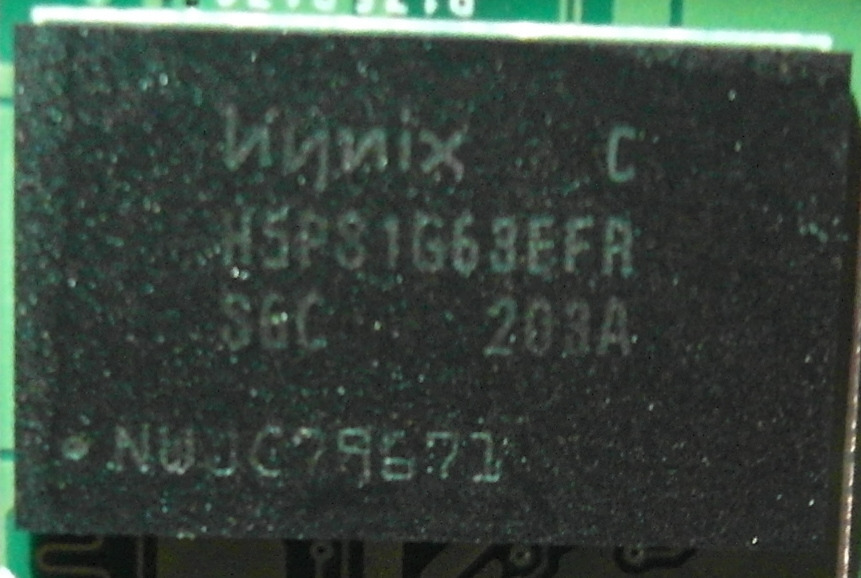 hynix C
H5PS1G63EFR
S6C 203A
NWJC79671